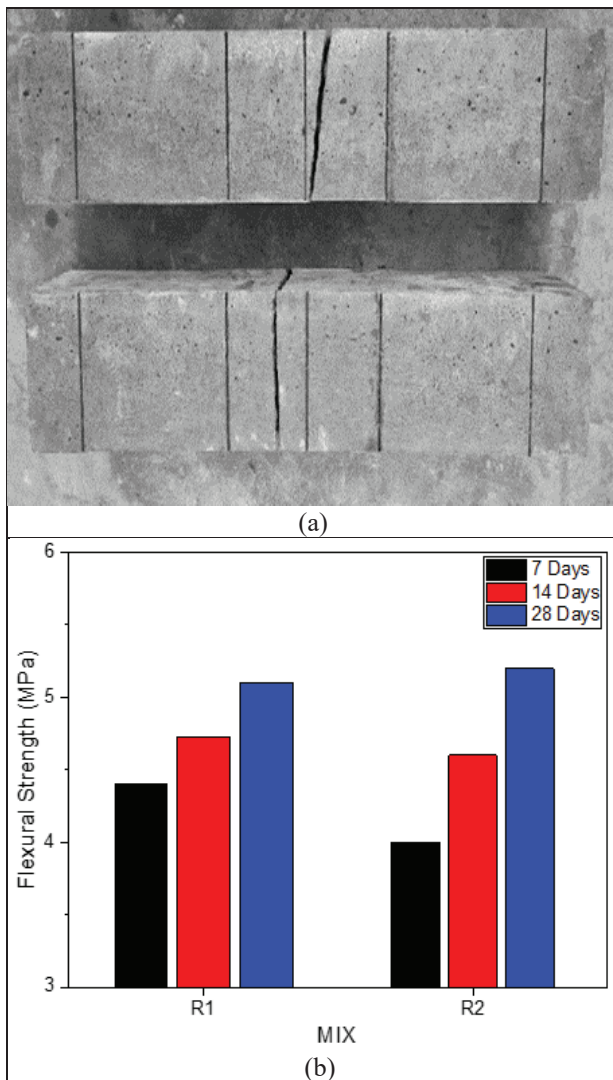 (a)
6
7 Days
14 Days
28 Days
5
Flexural Strength (MPa)
4
3
R1 R2
MIX
(b)